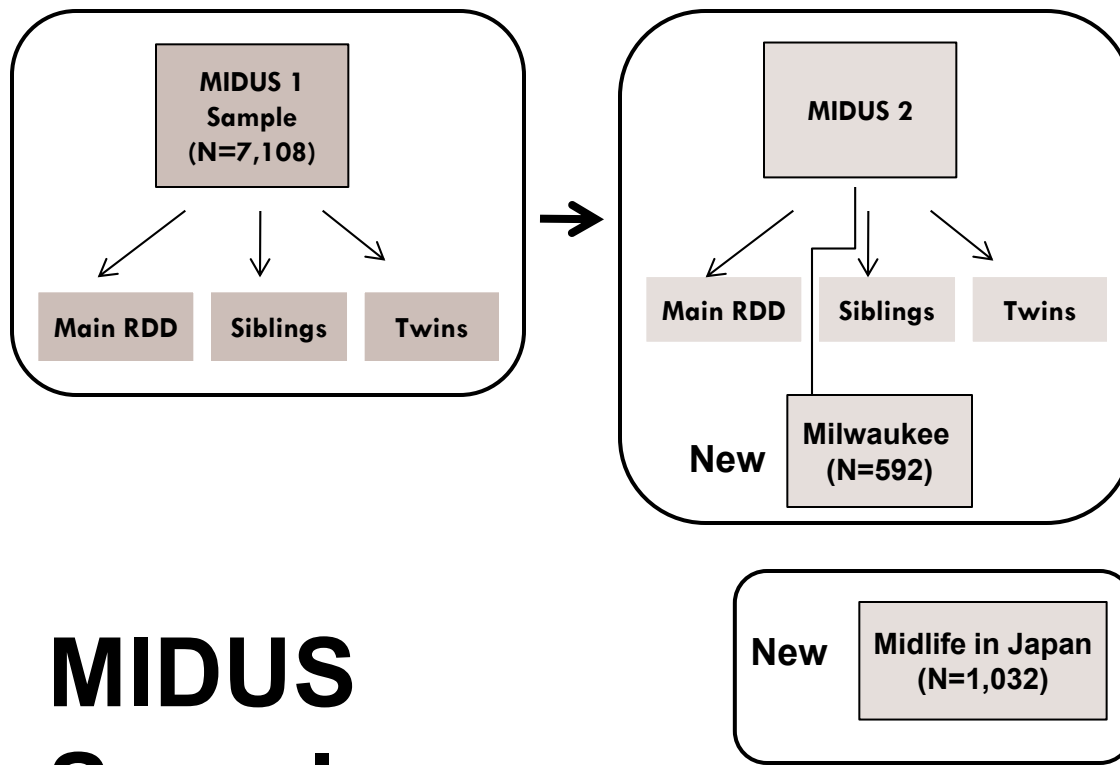 MIDUS 1
Sample
(N=7,108)
Main RDD
Siblings
Twins
MIDUS 2
Main RDD
Siblings
Twins
New
Milwaukee
(N=592)
New
Midlife in Japan
(N=1,032)
MIDUS